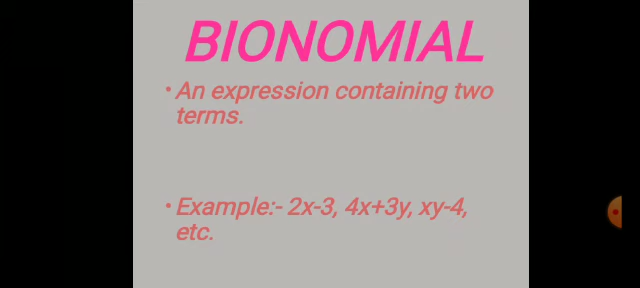 BIONOMIAL
• An expression containing two
terms.
• Example:- 2x-3, 4x+3y, xy-4,
etc.